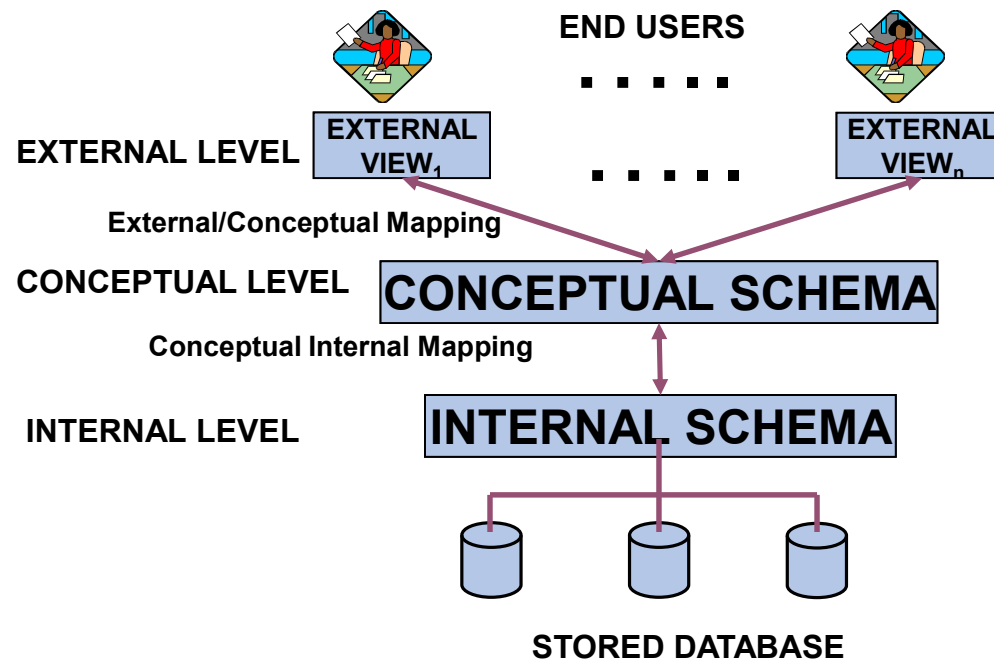 END USERS
EXTERNAL LEVEL
EXTERNAL
VIEW1
EXTERNAL
VIEWn
External/Conceptual Mapping
CONCEPTUAL LEVEL
CONCEPTUAL SCHEMA
Conceptual Internal Mapping
INTERNAL LEVEL
INTERNAL SCHEMA
STORED DATABASE